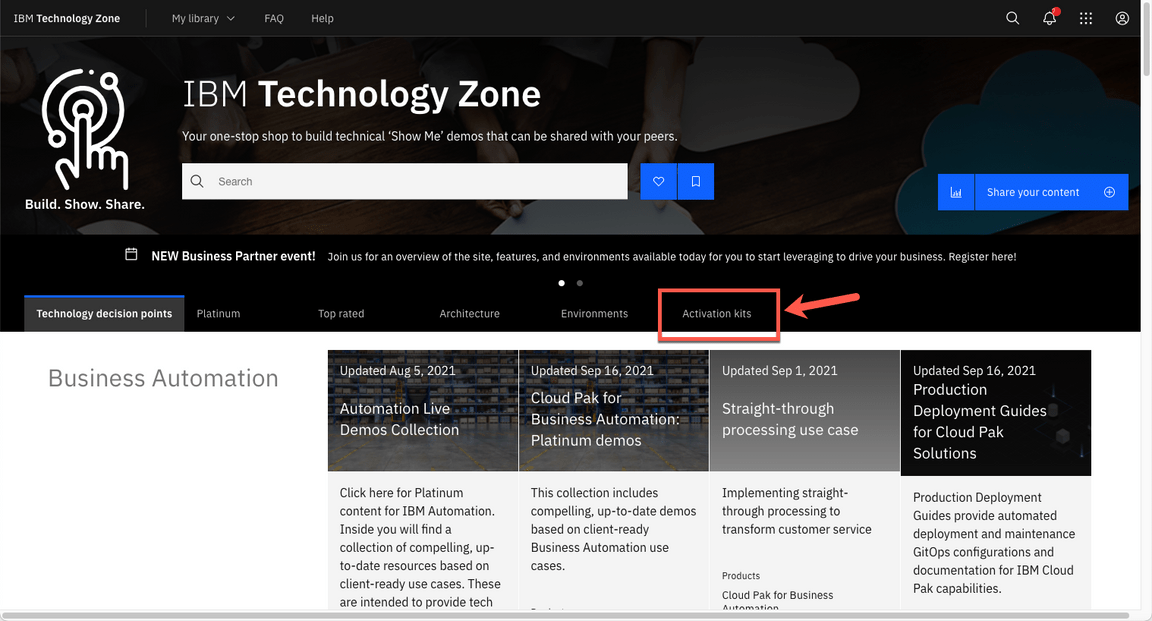 IBM Technology Zone
My library
FAQ
Help
IBM Technology Zone
Your one-stop shop to build technical ‘Show Me’ demos that can be shared with your peers.
Search
Build. Show. Share.
Share your content
NEW Business Partner event! Join us for an overview of the site, features, and environments available today for you to start leveraging to drive your business. Register here!
Technology decision points
Platinum
Top rated
Architecture
Environments
Activation kits
Business Automation
Updated Aug 5, 2021
Automation Live
Demos Collection
Click here for Platinum
content for IBM Automation.
Inside you will find a
collection of compelling, up-
to-date resources based on
client-ready use cases. These
are intended to provide tech
Updated Sep 16, 2021
Cloud Pak for
Business Automation:
Platinum demos
This collection includes
compelling, up-to-date demos
based on client-ready
Business Automation use
cases.
Updated Sep 1, 2021
Straight-through
processing use case
Implementing straight-
through processing to
transform customer service
Products
Cloud Pak for Business
Automation
Updated Sep 16, 2021
Production
Deployment Guides
for Cloud Pak
Solutions
Production Deployment
Guides provide automated
deployment and maintenance
GitOps configurations and
documentation for IBM Cloud
Pak capabilities.